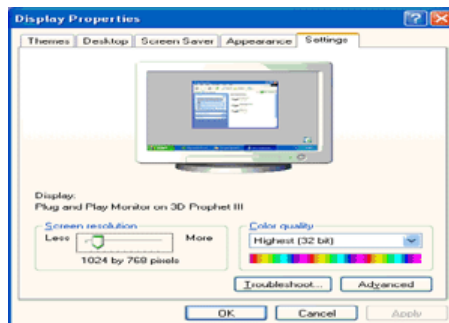 Display Properties
Themes Desktop Screen Saver Appearance Settings
Display:
Plug and Play Monitor on 3D Prophet III
Screen resolution
Less More
1024 by 768 pixels
Color quality
Highest (32 bit)
Troubleshoot... Advanced
OK Cancel Apply